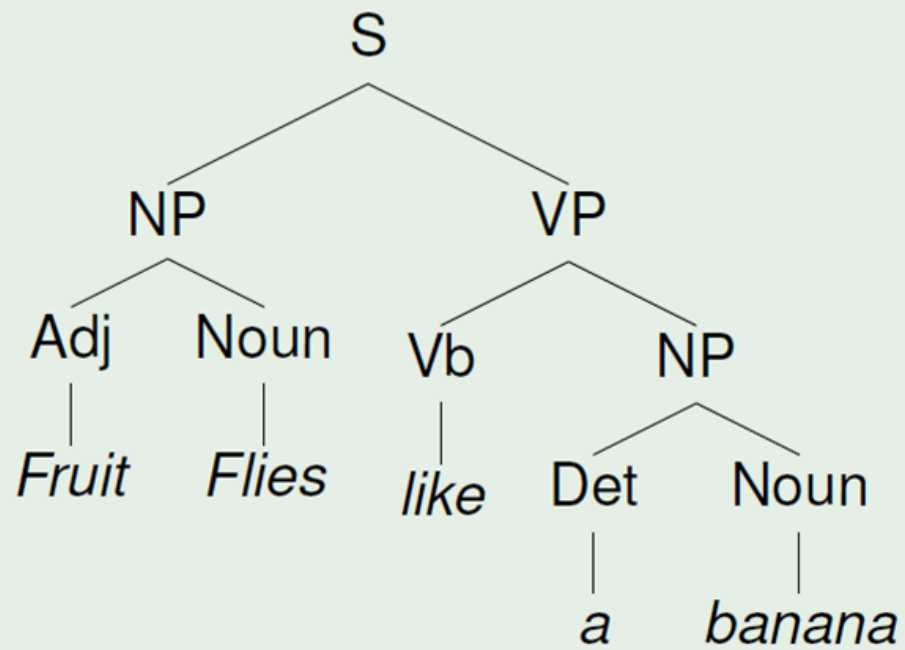 S
NP VP
Adj Noun Vb NP
Fruit Flies like Det Noun
a banana